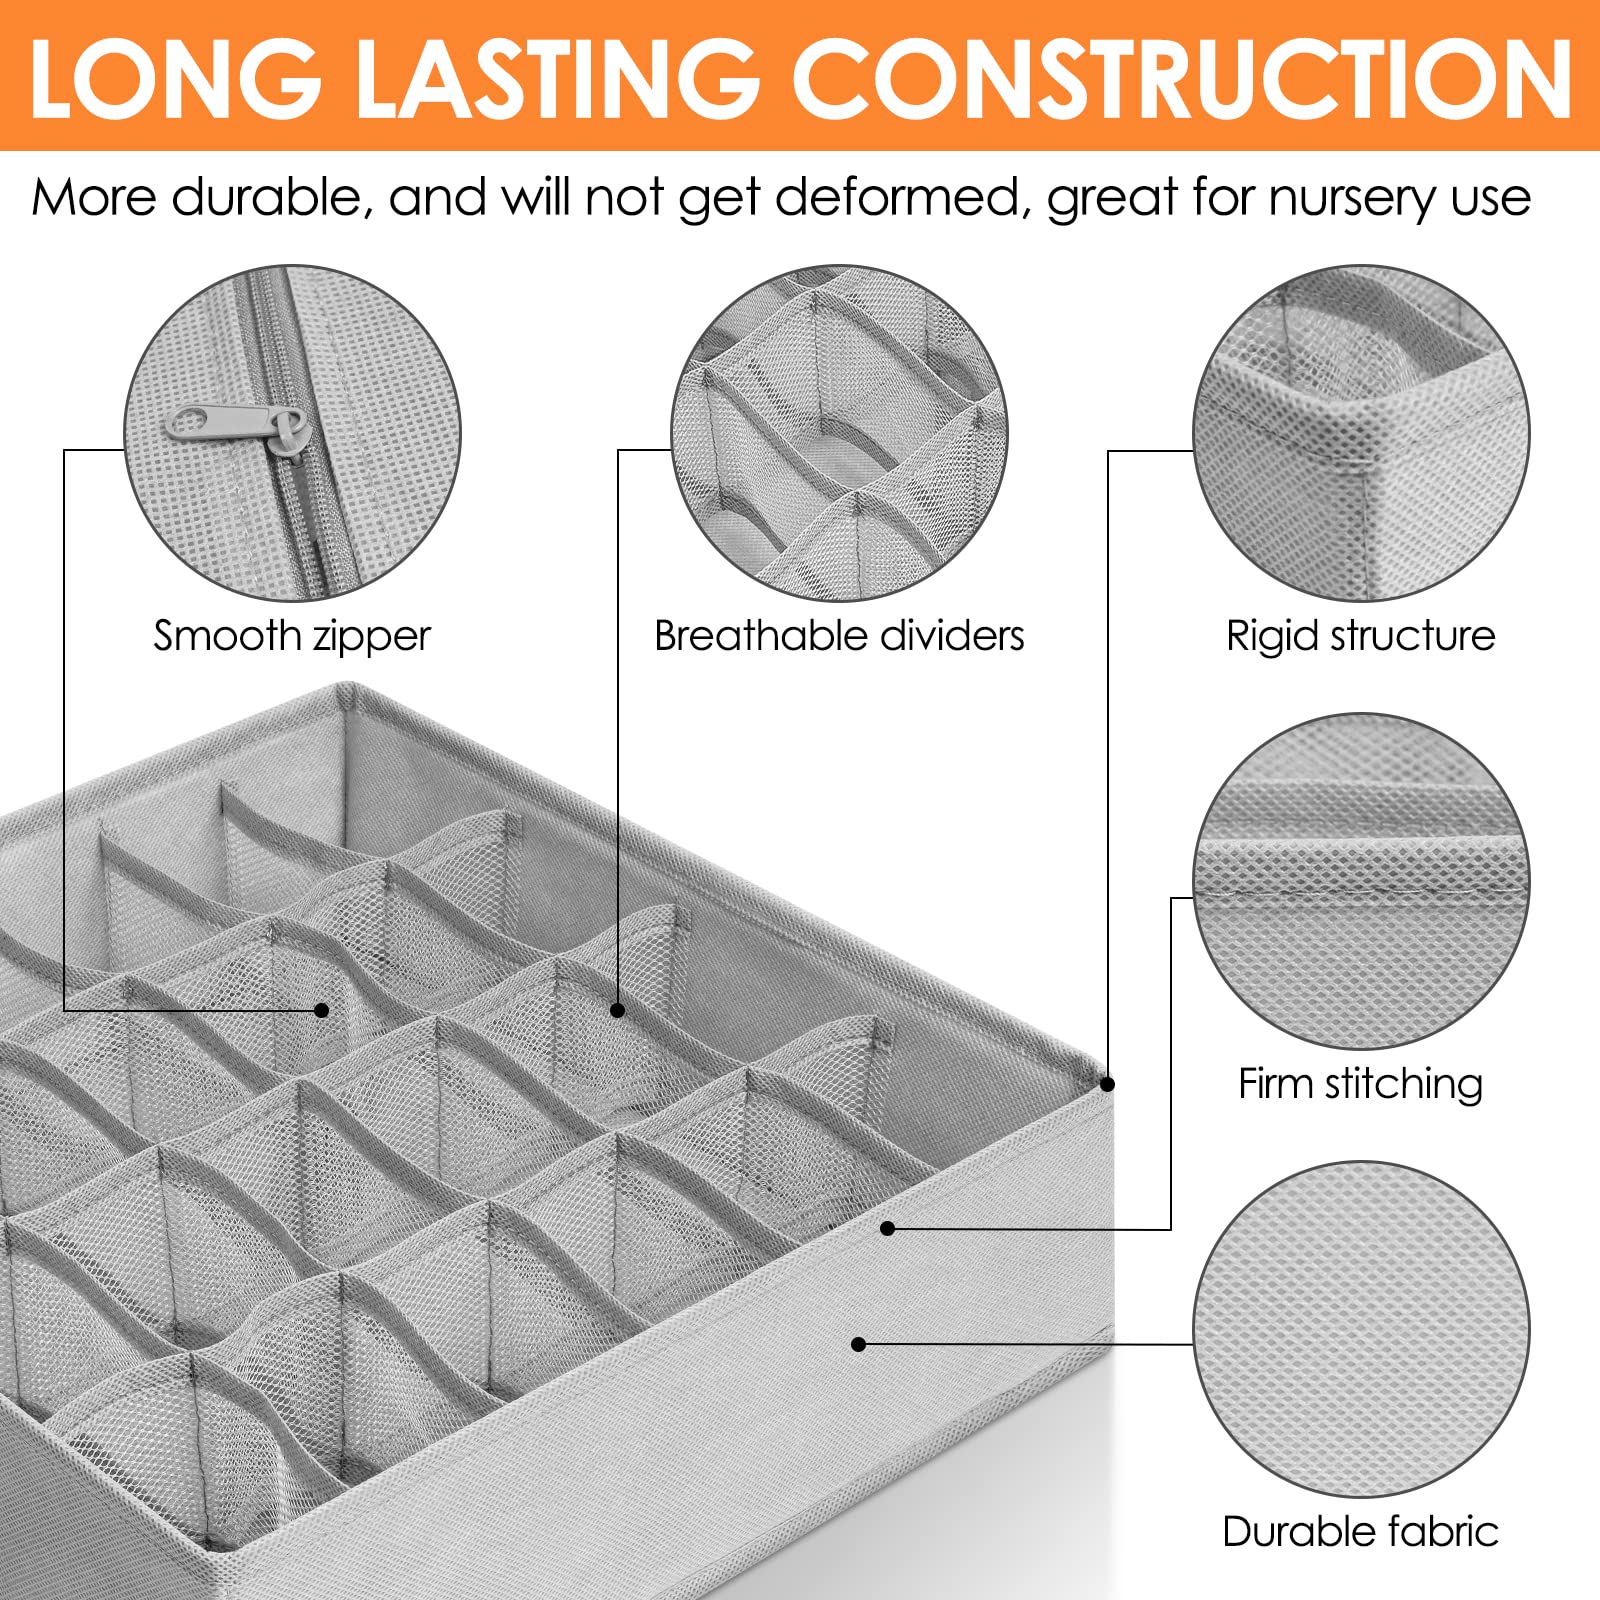 LONG LASTING CONSTRUCTION
More durable, and will not get deformed, great for nursery use
Smooth zipper
Breathable dividers
Rigid structure
Firm stitching
Durable fabric